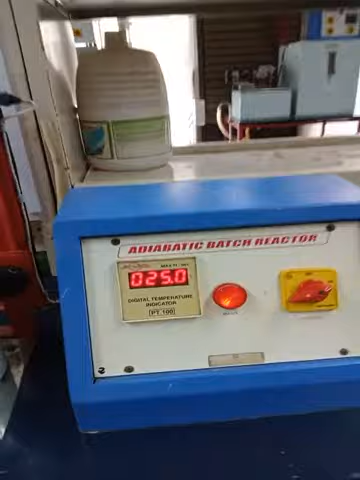 ADIABATIC BATCH REACTOR
025.0
DIGITAL TEMPERATURE
INDICATOR
PT 100